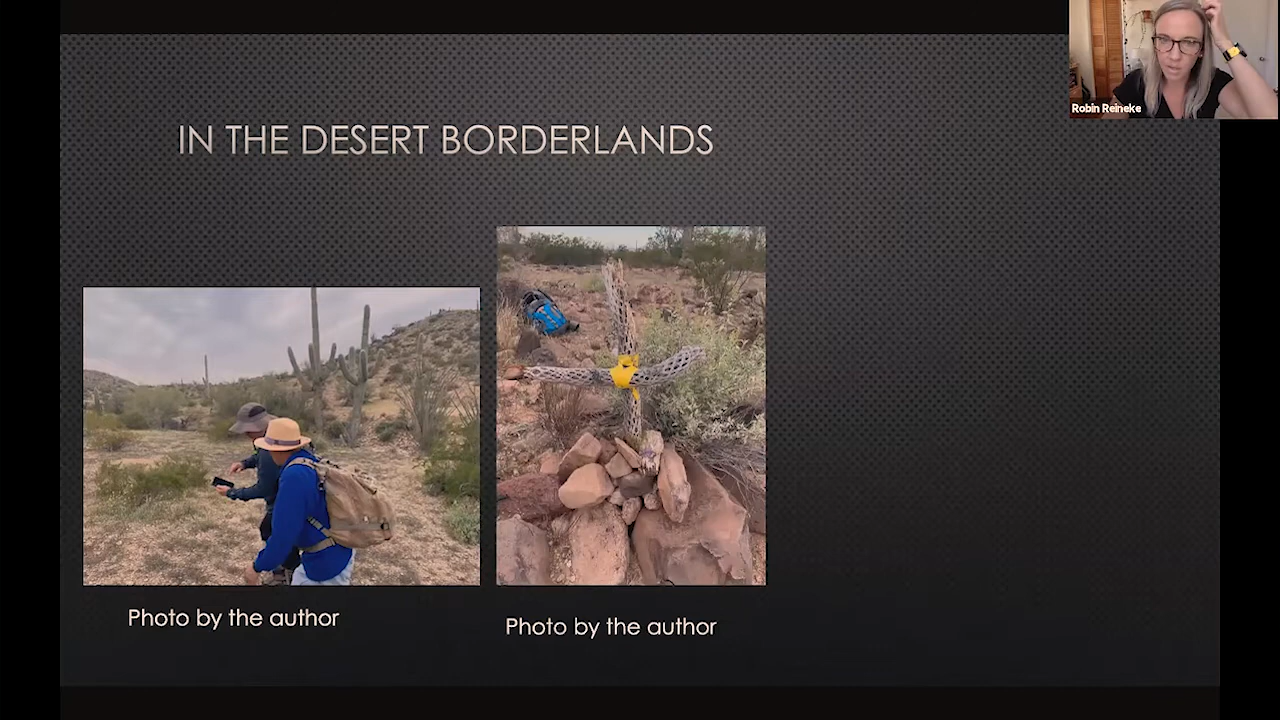 Robin Reineke
IN THE DESERT BORDERLANDS
Photo by the author
Photo by the author